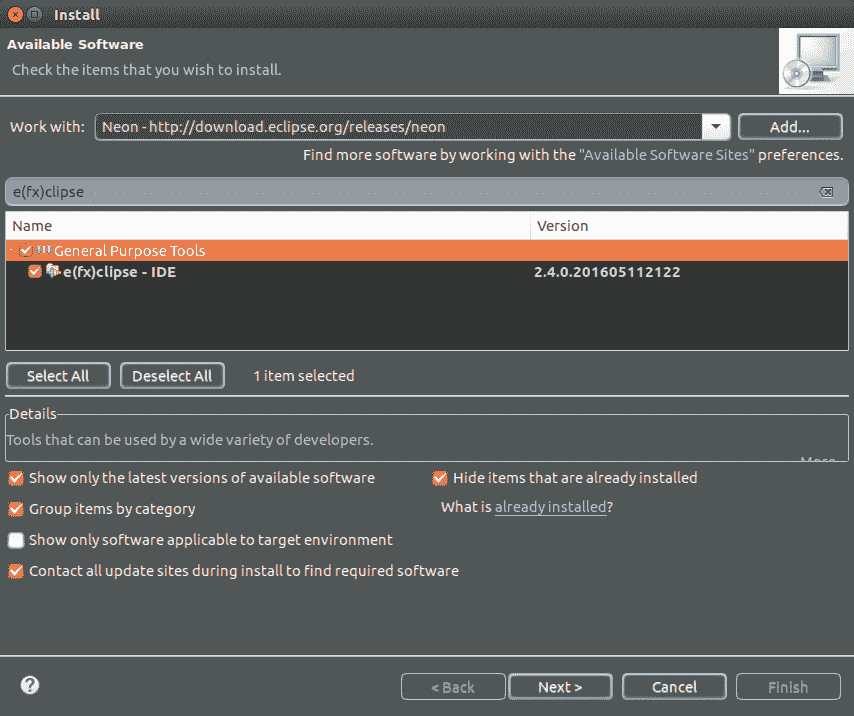 Install
Available Software
Check the items that you wish to install.
Work with: Neon - http://download.eclipse.org/releases/neon Add...
Find more software by working with the "Available Software Sites" preferences.
e(fx)clipse
Name Version
General Purpose Tools
e(fx)clipse - IDE 2.4.0.201605112122
Select All Deselect All 1 item selected
Details
Tools that can be used by a wide variety of developers.
More...
Show only the latest versions of available software Hide items that are already installed
Group items by category What is already installed?
Show only software applicable to target environment
Contact all update sites during install to find required software
< Back Next > Cancel Finish